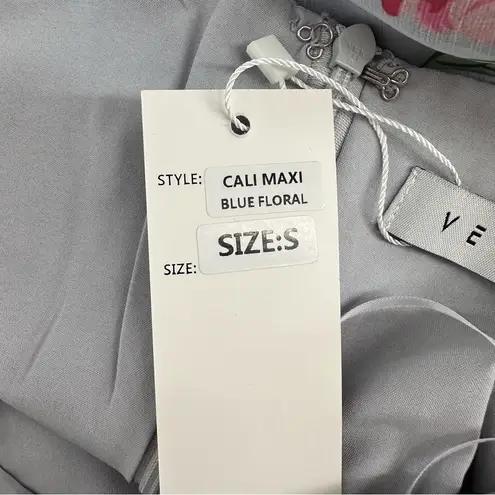 STYLE: CALI MAXI
BLUE FLORAL
SIZE: SIZE:S
VE